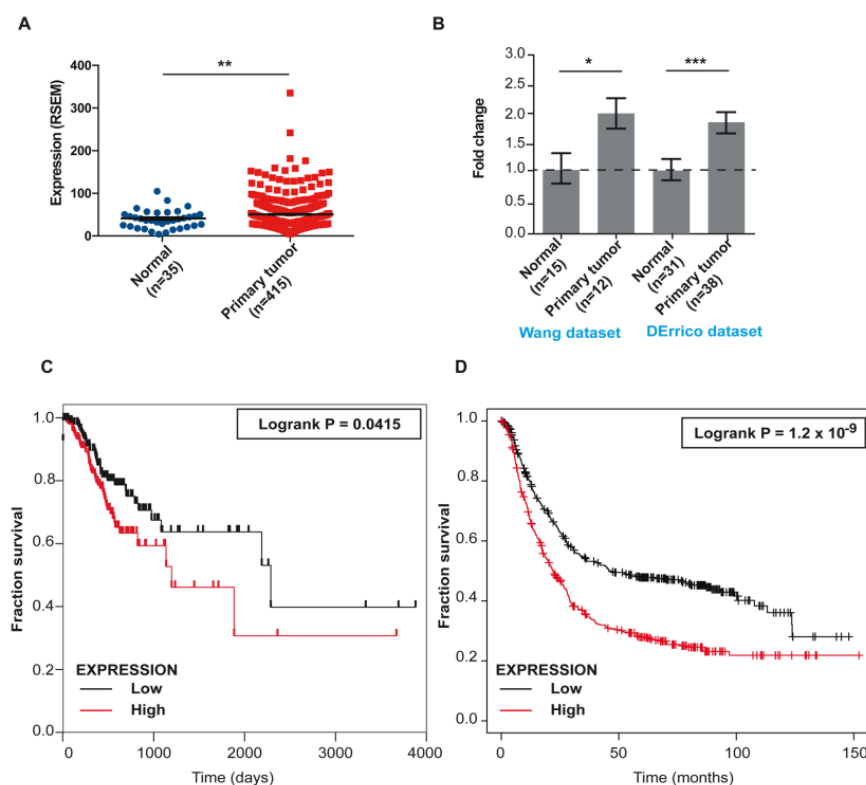 A
**
Expression (RSEM)
400
300
200
100
0
Normal
(n=35)
Primary tumor
(n=415)
B
*
***
Fold change
3.0
2.5
2.0
1.5
1.0
0.5
0.0
Normal
(n=15)
Primary tumor
(n=12)
Normal
(n=31)
Primary tumor
(n=38)
Wang dataset
DErrico dataset
C
Logrank P = 0.0415
Fraction survival
1.0
0.8
0.6
0.4
0.2
0.0
EXPRESSION
Low
High
0
1000
2000
3000
4000
Time (days)
D
Logrank P = 1.2 x 10-9
Fraction survival
1.0
0.8
0.6
0.4
0.2
0.0
EXPRESSION
Low
High
0
50
100
150
Time (months)